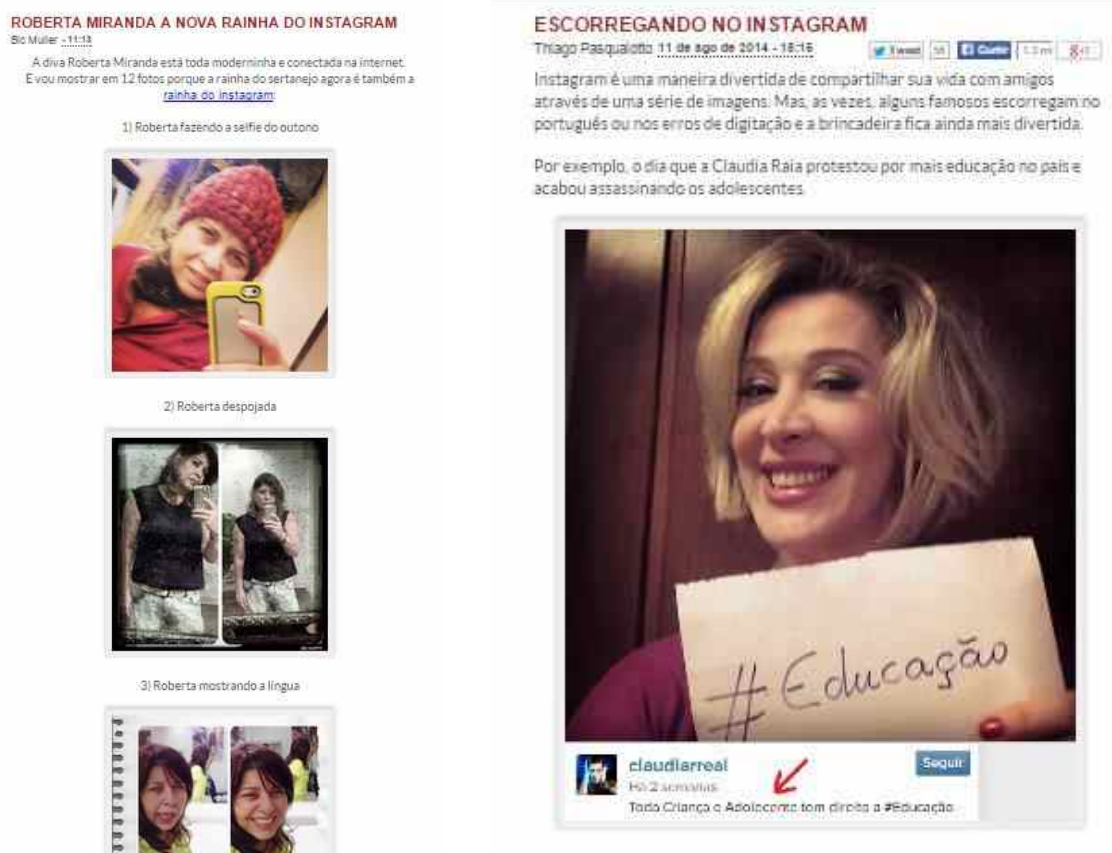 ROBERTA MIRANDA A NOVA RAINHA DO INSTAGRAM
Bic Muller - 11:13
A diva Roberta Miranda está toda moderninha e conectada na internet.
E vou mostrar em 12 fotos porque a rainha do sertanejo agora é também a
rainha do instagram:
1) Roberta fazendo a selfie do outono
2) Roberta despojada
3) Roberta mostrando a língua
ESCORREGANDO NO INSTAGRAM
Thiago Pasqualotto 11 de ago de 2014 - 18:16
Tweet Curtir
Instagram é uma maneira divertida de compartilhar sua vida com amigos
através de uma série de imagens. Mas, as vezes, alguns famosos escorregam no
português ou nos erros de digitação e a brincadeira fica ainda mais divertida.
Por exemplo, o dia que a Claudia Raia protestou por mais educação no país e
acabou assassinando os adolescentes.
#Educação
claudiarreal
Seguir
Há 2 semanas
Toda Criança e Adolecente tem direito a #Educação